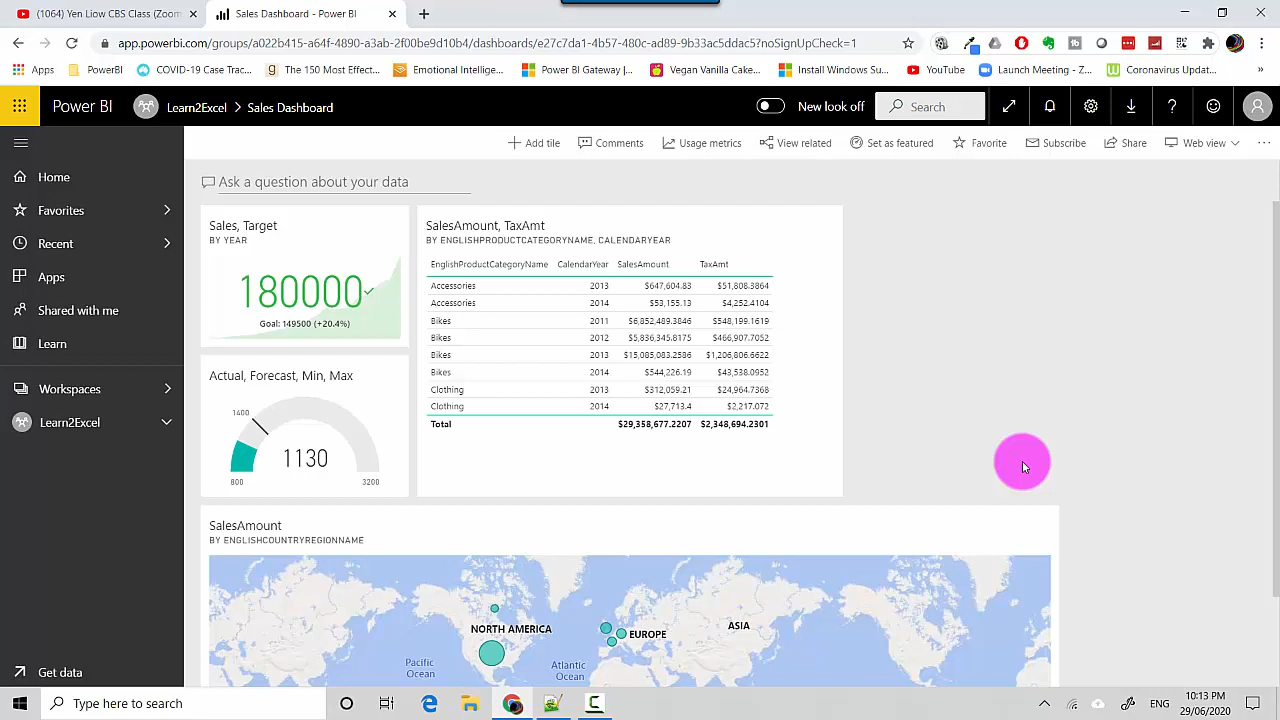 (1064) Yen Liow CBS Class (Zoom
Sales Dashboard - Power BI
app.powerbi.com/groups/a02b415-ac1f-4993-a3ab-2f00b9d10b54/dashboards/e27c7da1-4b57-480c-ad89-9b33ac5ddac5?noSignUpCheck=1
Apps
PowerBI
COVID-19 Case Trac...
The 150 Most Effect...
Emotional Intellige...
Power BI Gateway |...
Vegan Vanilla Cake...
Install Windows Su...
YouTube
Launch Meeting - Z...
Coronavirus Updat...
»
Power BI
Learn2Excel > Sales Dashboard
New look off
Search
Add tile
Comments
Usage metrics
View related
Set as featured
Favorite
Subscribe
Share
Web view
Home
Favorites
Recent
Apps
Shared with me
Learn
Workspaces
Learn2Excel
Get data
Ask a question about your data
Sales, Target
BY YEAR
180000
Goal: 149500 (+20.4%)
Actual, Forecast, Min, Max
1400
1130
800 3200
SalesAmount, TaxAmt
BY ENGLISHPRODUCTCATEGORYNAME, CALENDARYEAR
EnglishProductCategoryName CalendarYear SalesAmount TaxAmt
Accessories 2013 $647,604.83 $51,808.3864
Accessories 2014 $53,155.13 $4,252.4104
Bikes 2011 $6,852,489.3846 $548,199.1619
Bikes 2012 $5,836,345.8175 $466,907.7052
Bikes 2013 $15,085,083.2586 $1,206,806.6622
Bikes 2014 $544,226.19 $43,538.0952
Clothing 2013 $312,059.21 $24,964.7368
Clothing 2014 $27,713.4 $2,217.072
Total $29,358,677.2207 $2,348,694.2301
SalesAmount
BY ENGLISHCOUNTRYREGIONNAME
NORTH AMERICA
EUROPE
ASIA
Pacific
Ocean
Atlantic
Ocean
Type here to search
ENG
10:13 PM
29/06/2020